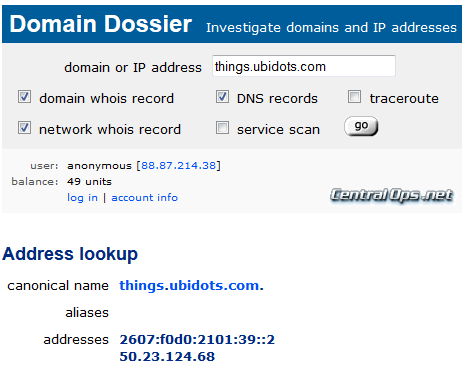 Domain Dossier Investigate domains and IP addresses
domain or IP address things.ubidots.com
domain whois record DNS records traceroute
network whois record service scan go
user: anonymous [88.87.214.38]
balance: 49 units
log in | account info
CentralOps.net
Address lookup
canonical name things.ubidots.com.
aliases
addresses 2607:f0d0:2101:39::2
50.23.124.68